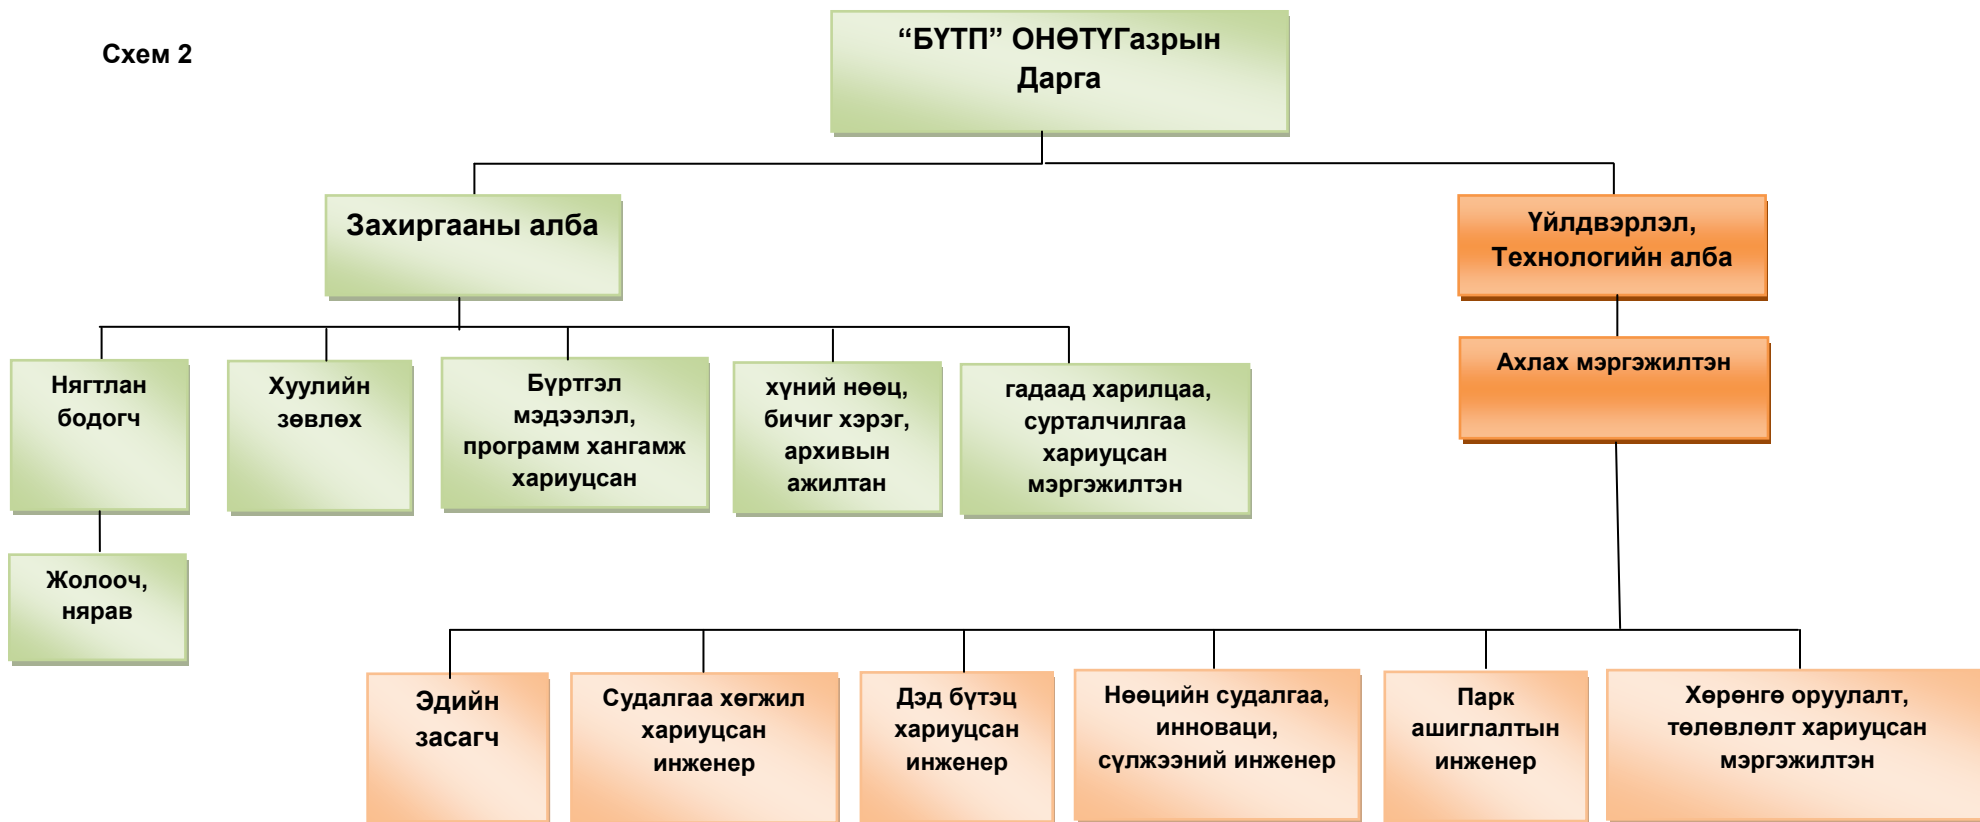 Схем 2
“БҮТП” ОНӨТҮГазрын
Дарга
Захиргааны алба
Үйлдвэрлэл,
Технологийн алба
Ахлах мэргэжилтэн
Нягтлан
бодогч
Хуулийн
зөвлөх
Бүртгэл
мэдээлэл,
программ хангамж
хариуцсан
хүний нөөц,
бичиг хэрэг,
архивын
ажилтан
гадаад харилцаа,
сурталчилгаа
хариуцсан
мэргэжилтэн
Жолооч,
нярав
Эдийн
засагч
Судалгаа хөгжил
хариуцсан
инженер
Дэд бүтэц
хариуцсан
инженер
Нөөцийн судалгаа,
инноваци,
сүлжээний инженер
Парк
ашиглалтын
инженер
Хөрөнгө оруулалт,
төлөвлөлт хариуцсан
мэргэжилтэн